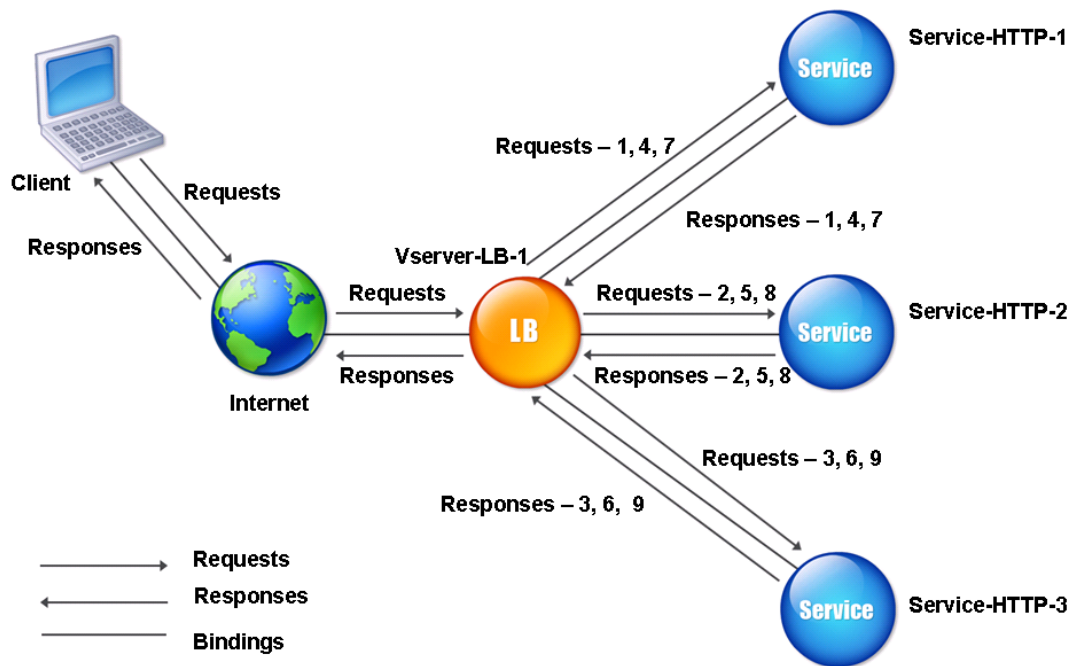 Service
Service-HTTP-1
Requests – 1, 4, 7
Client
Requests
Responses – 1, 4, 7
Responses
Vserver-LB-1
Requests
Requests – 2, 5, 8
Service-HTTP-2
LB
Service
Responses
Responses – 2, 5, 8
Internet
Requests – 3, 6, 9
Responses – 3, 6,  9
Requests
Responses
Service
Service-HTTP-3
Bindings